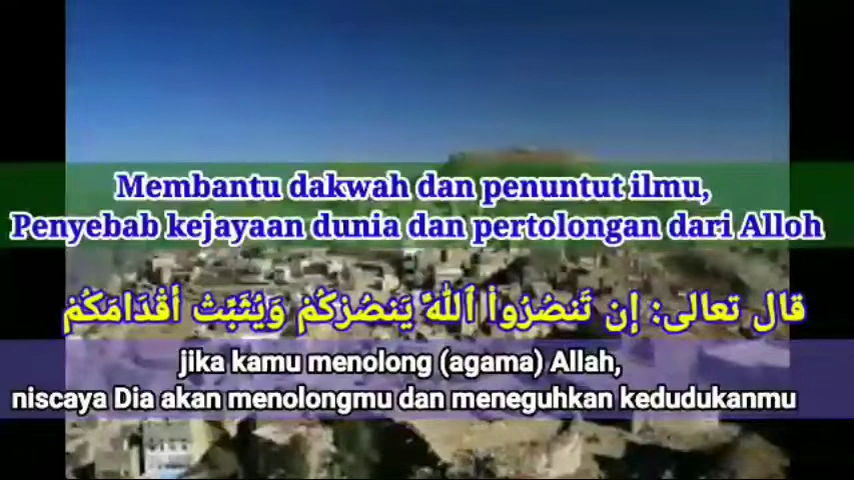 Membantu dakwah dan penuntut ilmu,
Penyebab kejayaan dunia dan pertolongan dari Alloh
قال تعالى: إِن تَنصُرُوا۟ ٱللَّهَ يَنصُرْكُمْ وَيُثَبِّتْ أَقْدَامَكُمْ
jika kamu menolong (agama) Allah,
niscaya Dia akan menolongmu dan meneguhkan kedudukanmu